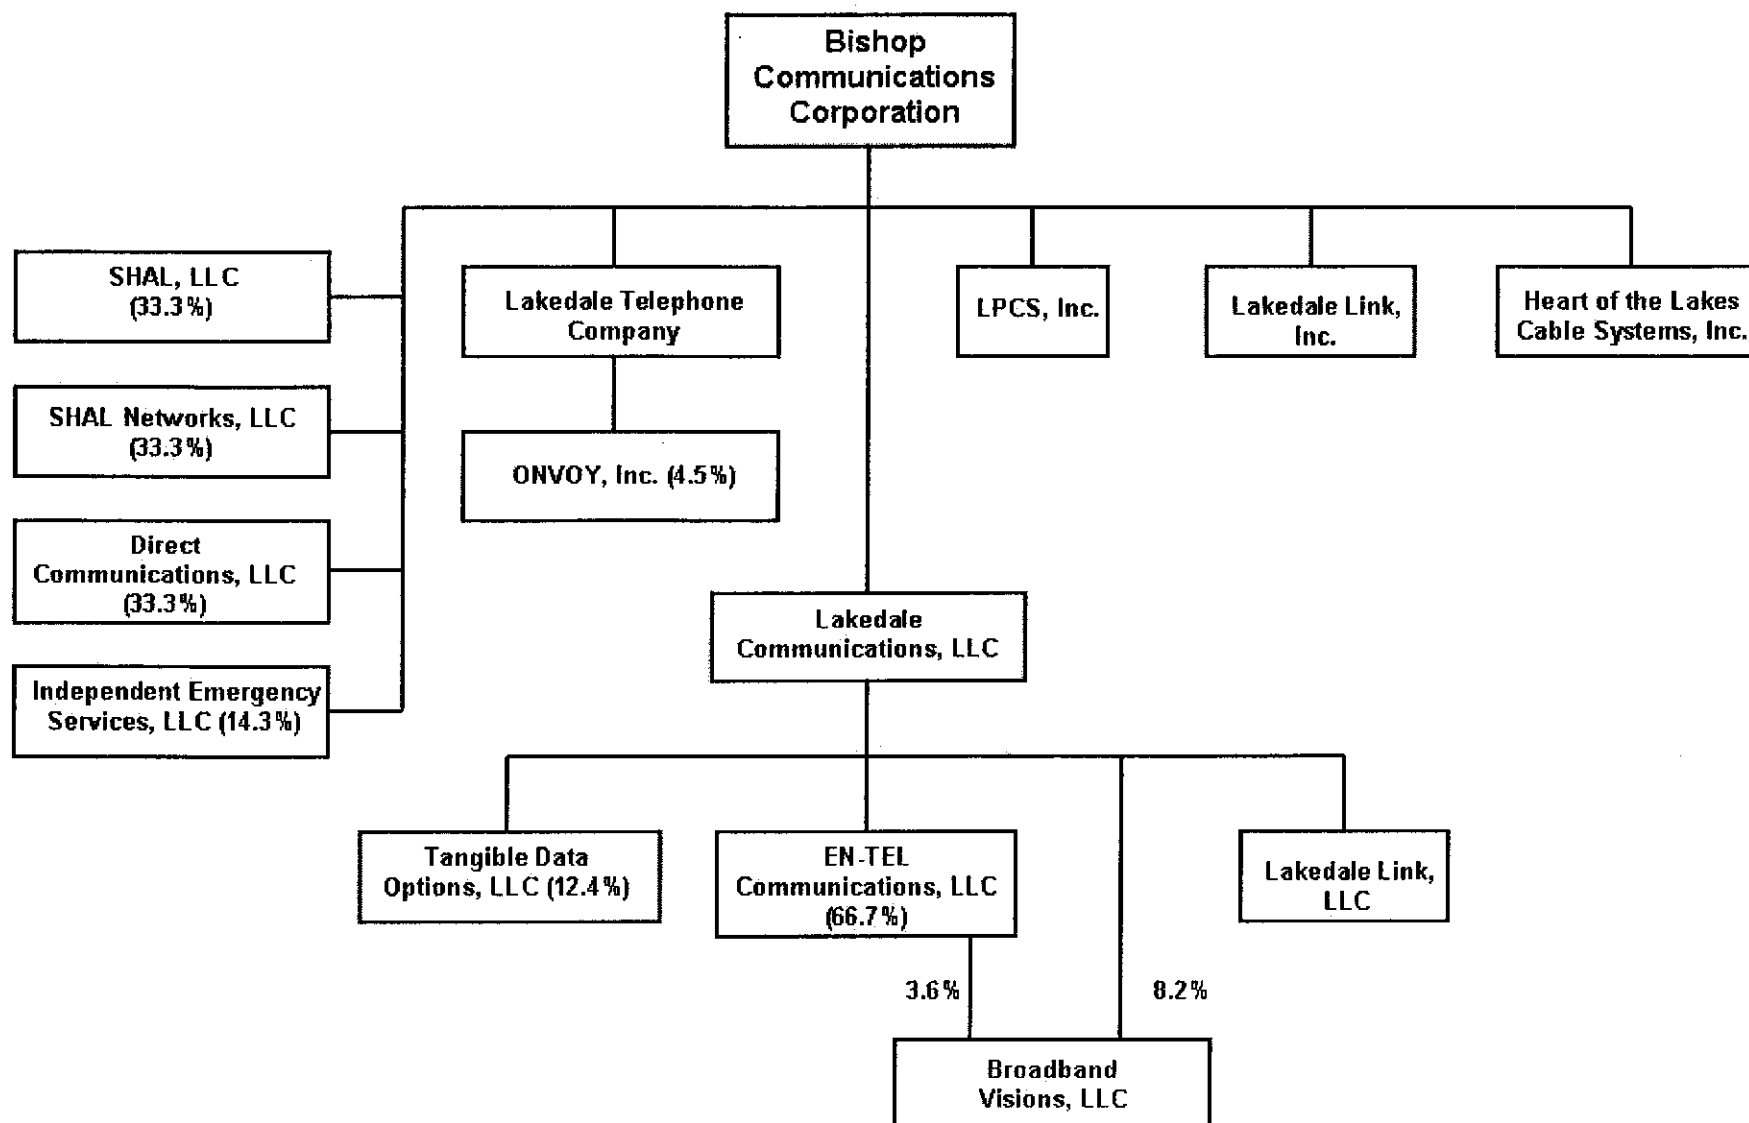 Bishop
Communications
Corporation
SHAL, LLC
(33.3%)
SHAL Networks, LLC
(33.3%)
Direct
Communications, LLC
(33.3%)
Independent Emergency
Services, LLC (14.3%)
Lakedale Telephone
Company
ONVOY, Inc. (4.5%)
LPCS, Inc.
Lakedale Link,
Inc.
Heart of the Lakes
Cable Systems, Inc.
Lakedale
Communications, LLC
Tangible Data
Options, LLC (12.4%)
EN-TEL
Communications, LLC
(66.7%)
Lakedale Link,
LLC
3.6%
8.2%
Broadband
Visions, LLC